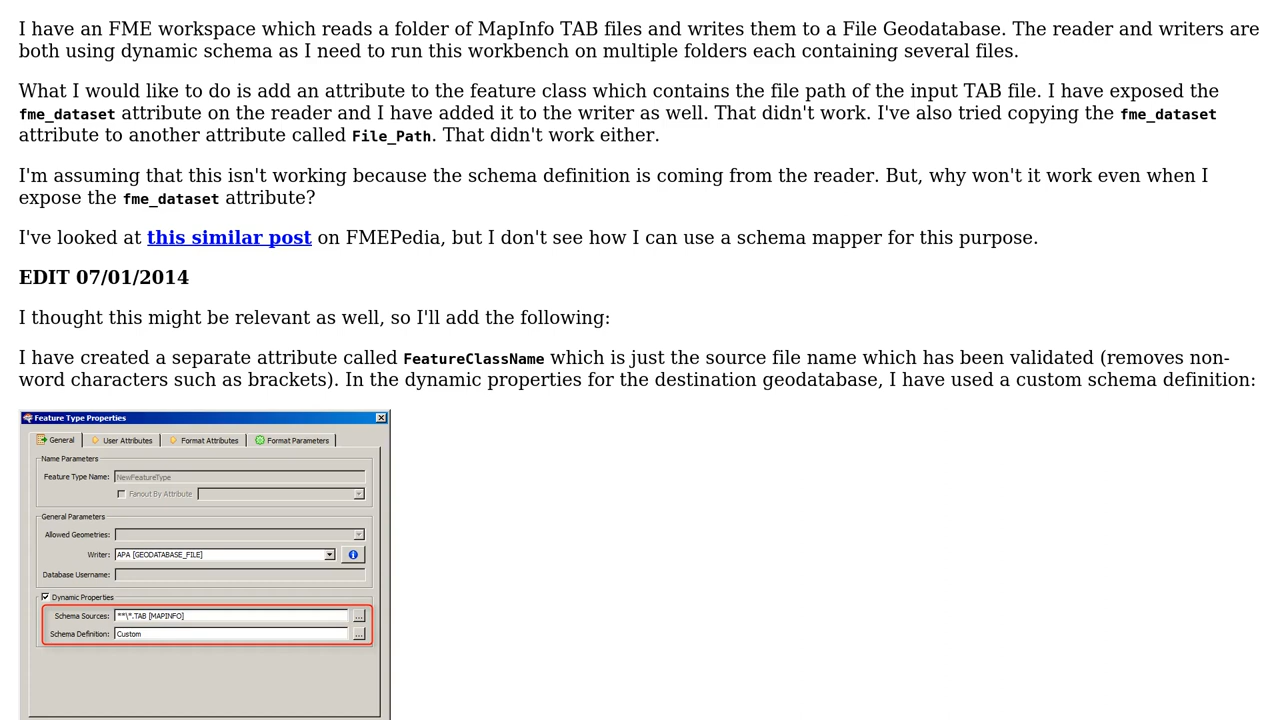 I have an FME workspace which reads a folder of MapInfo TAB files and writes them to a File Geodatabase. The reader and writers are
both using dynamic schema as I need to run this workbench on multiple folders each containing several files.
What I would like to do is add an attribute to the feature class which contains the file path of the input TAB file. I have exposed the
fme_dataset attribute on the reader and I have added it to the writer as well. That didn't work. I've also tried copying the fme_dataset
attribute to another attribute called File_Path. That didn't work either.
I'm assuming that this isn't working because the schema definition is coming from the reader. But, why won't it work even when I
expose the fme_dataset attribute?
I've looked at this similar post on FMEPedia, but I don't see how I can use a schema mapper for this purpose.
EDIT 07/01/2014
I thought this might be relevant as well, so I'll add the following:
I have created a separate attribute called FeatureClassName which is just the source file name which has been validated (removes non-
word characters such as brackets). In the dynamic properties for the destination geodatabase, I have used a custom schema definition:
Feature Type Properties
General User Attributes Format Attributes Format Parameters
Name Parameters
Feature Type Name: NewFeatureType
Fanout By Attribute
General Parameters
Allowed Geometries:
Writer: APA [GEODATABASE_FILE]
Database Username:
Dynamic Properties
Schema Sources: **\*.TAB [MAPINFO] ...
Schema Definition: Custom ...